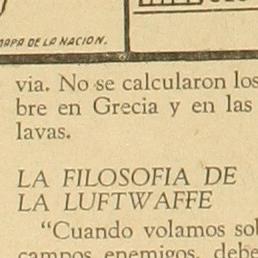 MAPA DE LA NACION.
via. No se calcularon los
bre en Grecia y en las
lavas.
LA FILOSOFIA DE
LA LUFTWAFFE
“Cuando volamos sob
campos enemigos, debe